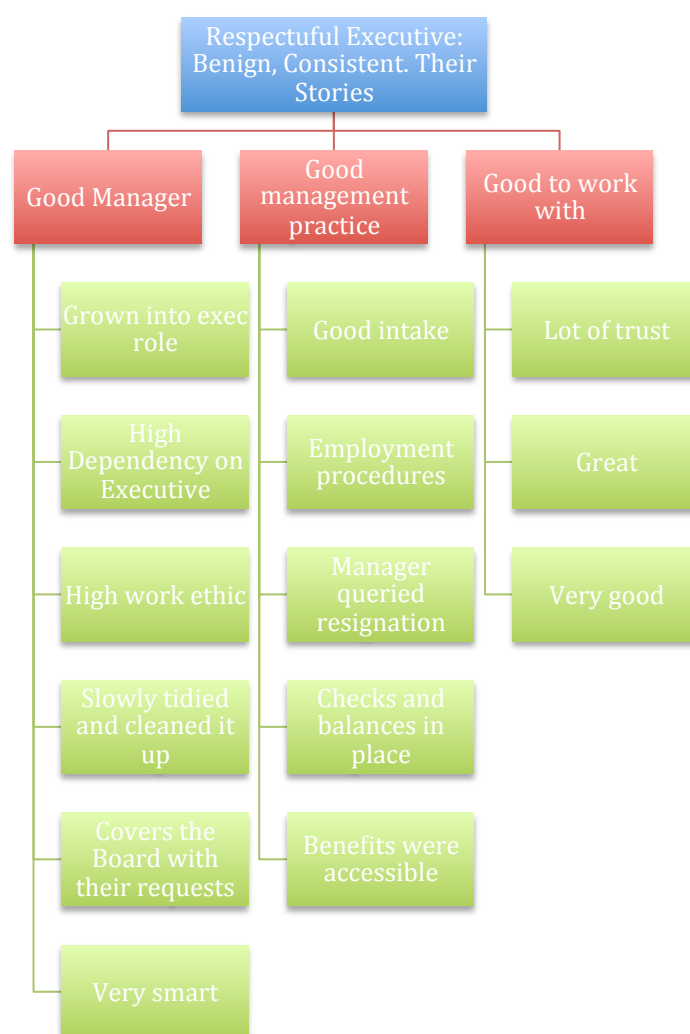 Respectuful Executive:
Benign, Consistent. Their
Stories
Good Manager
Grown into exec
role
High
Dependency on
Executive
High work ethic
Slowly tidied
and cleaned it
up
Covers the
Board with
their requests
Very smart
Good
management
practice
Good intake
Employment
procedures
Manager
queried
resignation
Checks and
balances in
place
Benefits were
accessible
Good to work
with
Lot of trust
Great
Very good